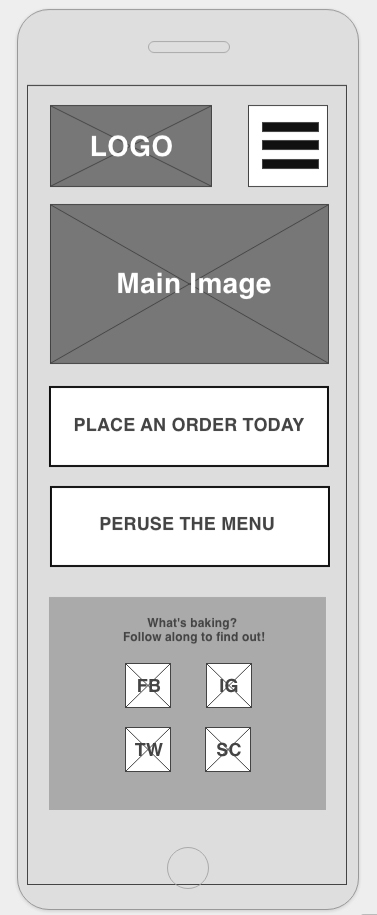 LOGO
Main Image
PLACE AN ORDER TODAY
PERUSE THE MENU
What's baking?
Follow along to find out!
FB IG
TW SC